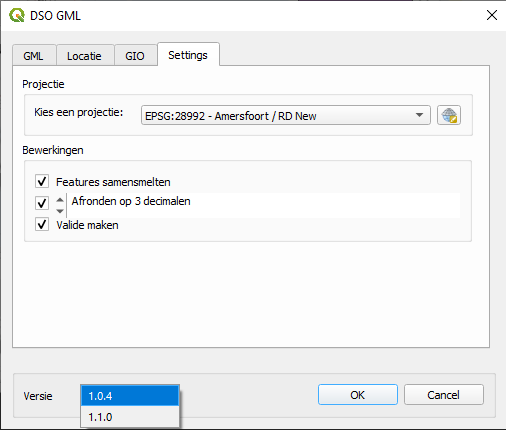 DSO GML
GML Locatie GIO Settings
Projectie
Kies een projectie: EPSG:28992 - Amersfoort / RD New
Bewerkingen
Features samensmelten
Afronden op 3 decimalen
Valide maken
Versie 1.0.4 OK Cancel
1.1.0